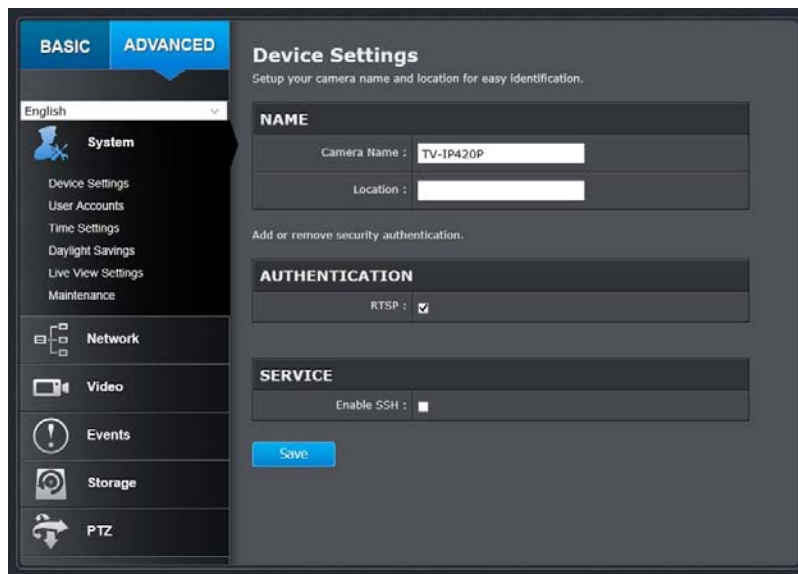 BASIC
ADVANCED
English
System
Device Settings
User Accounts
Time Settings
Daylight Savings
Live View Settings
Maintenance
Network
Video
Events
Storage
PTZ
Device Settings
Setup your camera name and location for easy identification.
NAME
Camera Name : TV-IP420P
Location :
Add or remove security authentication.
AUTHENTICATION
RTSP :
SERVICE
Enable SSH :
Save